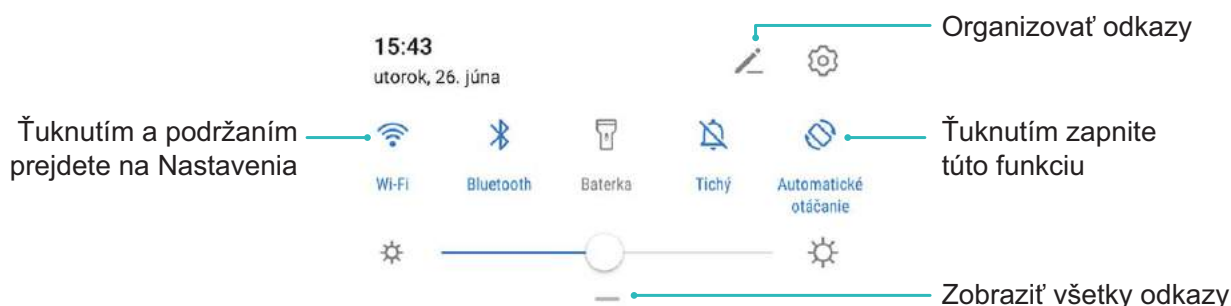 Organizovať odkazy
15:43
utorok, 26. júna
Ťuknutím a podržaním
prejdete na Nastavenia
Ťuknutím zapnite
túto funkciu
Wi-Fi
Bluetooth
Baterka
Tichý
Automatické
otáčanie
Zobraziť všetky odkazy